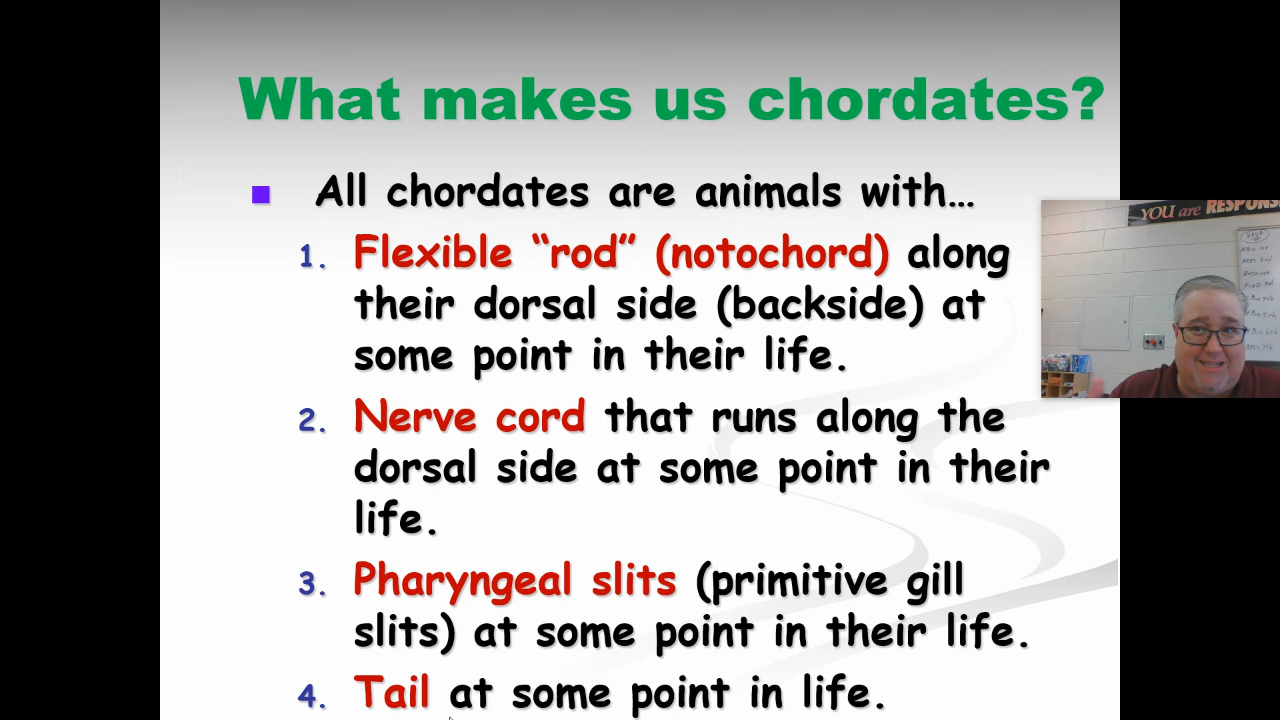 What makes us chordates?
All chordates are animals with…
1. Flexible “rod” (notochord) along
their dorsal side (backside) at
some point in their life.
2. Nerve cord that runs along the
dorsal side at some point in their
life.
3. Pharyngeal slits (primitive gill
slits) at some point in their life.
4. Tail at some point in life.
YOU are RESPONS